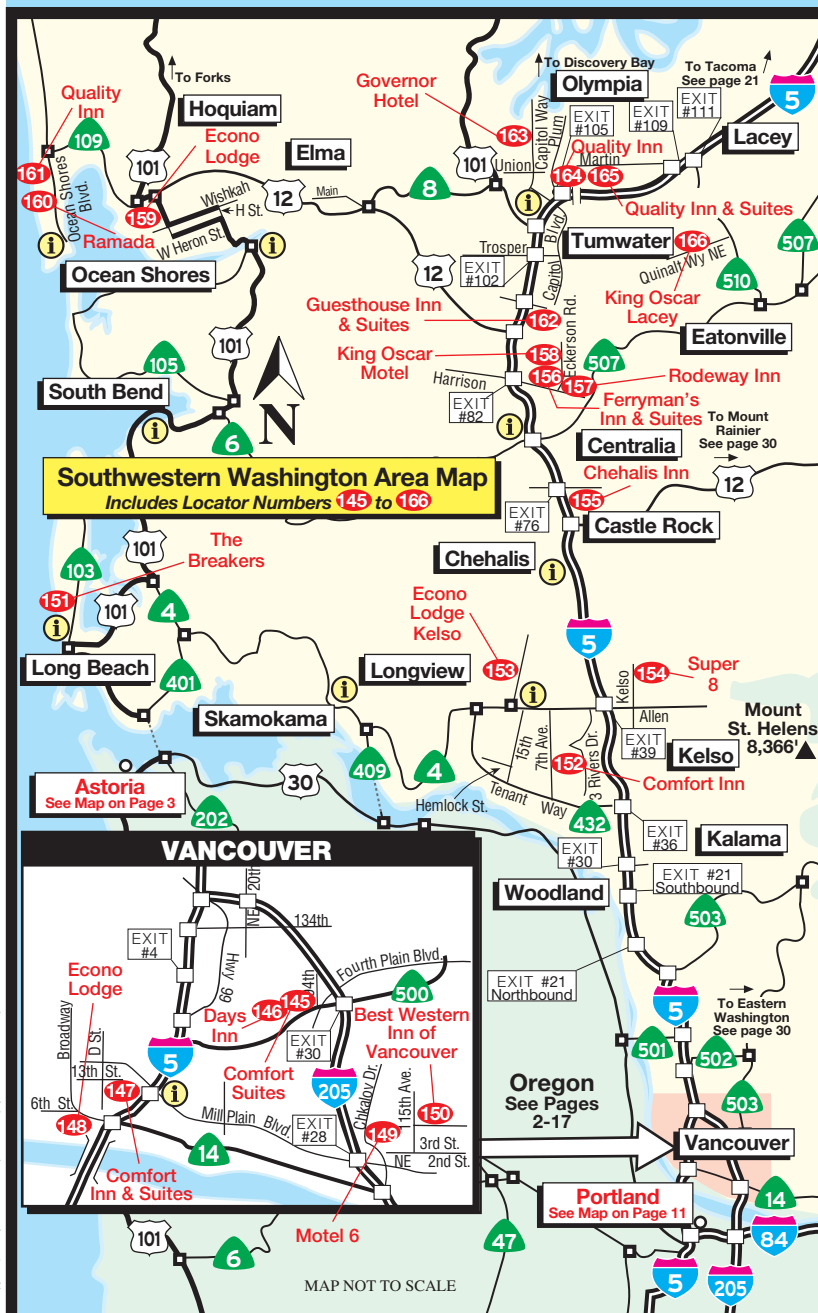 To Forks
To Discovery Bay
To Tacoma
See page 21
5
Quality
Inn
Hoquiam
Governor
Hotel
Olympia
EXIT
#105
EXIT
#109
EXIT
#111
Lacey
109
Econo
Lodge
Elma
163
Capitol Way
Plum
Quality Inn
Martin
161
101
101
Union
164
165
160
Ocean Shores
Blvd.
159
Wishkah
H St.
12
Main
8
Quality Inn & Suites
Ramada
W Heron St.
i
i
i
Blvd.
Tumwater
166
507
Ocean Shores
12
Trosper
EXIT
#102
Capitol
Quinalt Wy NE
510
Guesthouse Inn
& Suites
162
King Oscar
Lacey
Eatonville
101
105
King Oscar
Motel
158
Eckerson Rd.
507
South Bend
Harrison
156
157
Rodeway Inn
EXIT
#82
Ferryman's
Inn & Suites
N
i
6
i
Centralia
To Mount
Rainier
See page 30
Southwestern Washington Area Map
Includes Locator Numbers 145 to 166
Chehalis Inn
12
155
EXIT
#76
Castle Rock
101
The
Breakers
Chehalis
i
103
151
101
4
Econo
Lodge
Kelso
5
i
Long Beach
401
Longview
153
Kelso
154
Super
8
i
i
Skamokama
Allen
Mount
St. Helens
8,366'
15th
7th Ave.
3 Rivers Dr.
EXIT
#39
Kelso
30
409
4
152
Comfort Inn
Astoria
See Map on Page 3
Hemlock St.
Tenant Way
202
432
EXIT
#36
Kalama
EXIT
#30
VANCOUVER
Woodland
EXIT #21
Southbound
503
NE 20th
134th
EXIT
#4
Hwy. 99
Fourth Plain Blvd.
EXIT #21
Northbound
Econo
Lodge
94th
500
5
To Eastern
Washington
See page 30
Broadway
D St.
Days
Inn
146
145
Best Western
Inn of
Vancouver
EXIT
#30
501
502
5
Comfort
Suites
13th St.
205
Chkalov Dr.
115th Ave.
Oregon
See Pages
2-17
503
6th St.
147
i
Mill Plain Blvd.
150
148
EXIT
#28
149
3rd St.
Vancouver
14
NE
2nd St.
Comfort
Inn & Suites
Motel 6
Portland
See Map on Page 11
14
101
6
47
84
MAP NOT TO SCALE
5
205